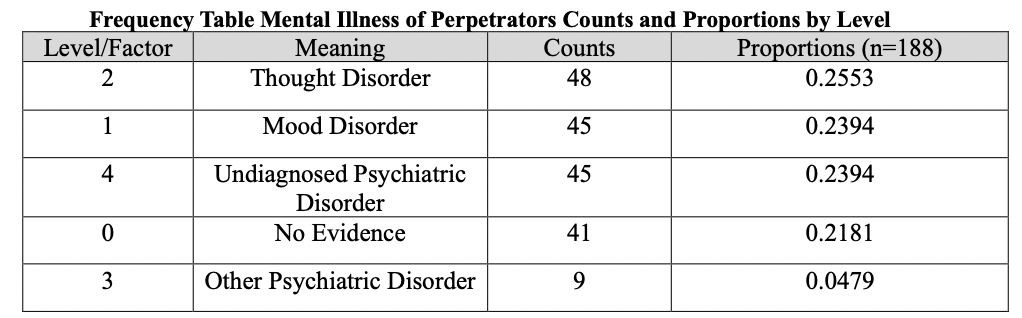 Frequency Table Mental Illness of Perpetrators Counts and Proportions by Level
Level/Factor Meaning Counts Proportions (n=188)
2 Thought Disorder 48 0.2553
1 Mood Disorder 45 0.2394
4 Undiagnosed Psychiatric 45 0.2394
Disorder
0 No Evidence 41 0.2181
3 Other Psychiatric Disorder 9 0.0479